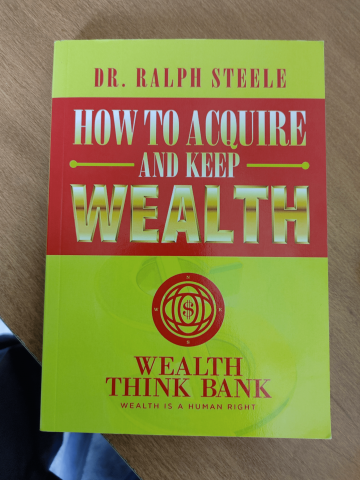 DR. RALPH STEELE
HOW TO ACQUIRE
AND KEEP
WEALTH
N
W
$
E
WEALTH
THINK BANK
WEALTH IS A HUMAN RIGHT